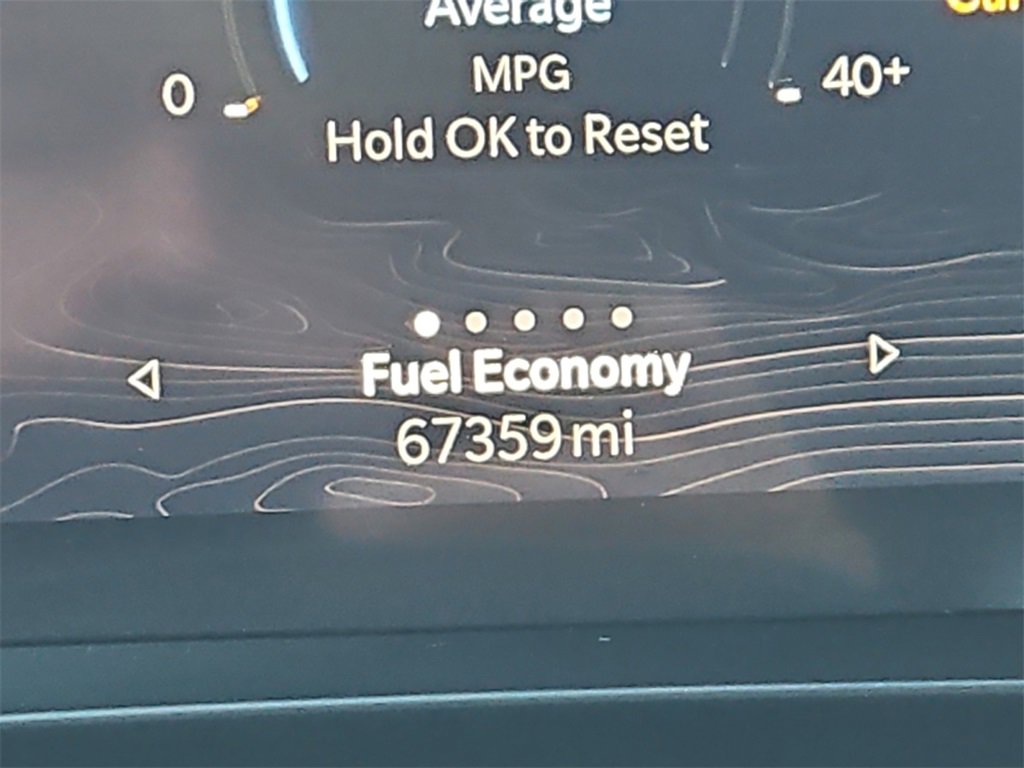 Average
MPG
0
40+
Hold OK to Reset
Fuel Economy
67359 mi